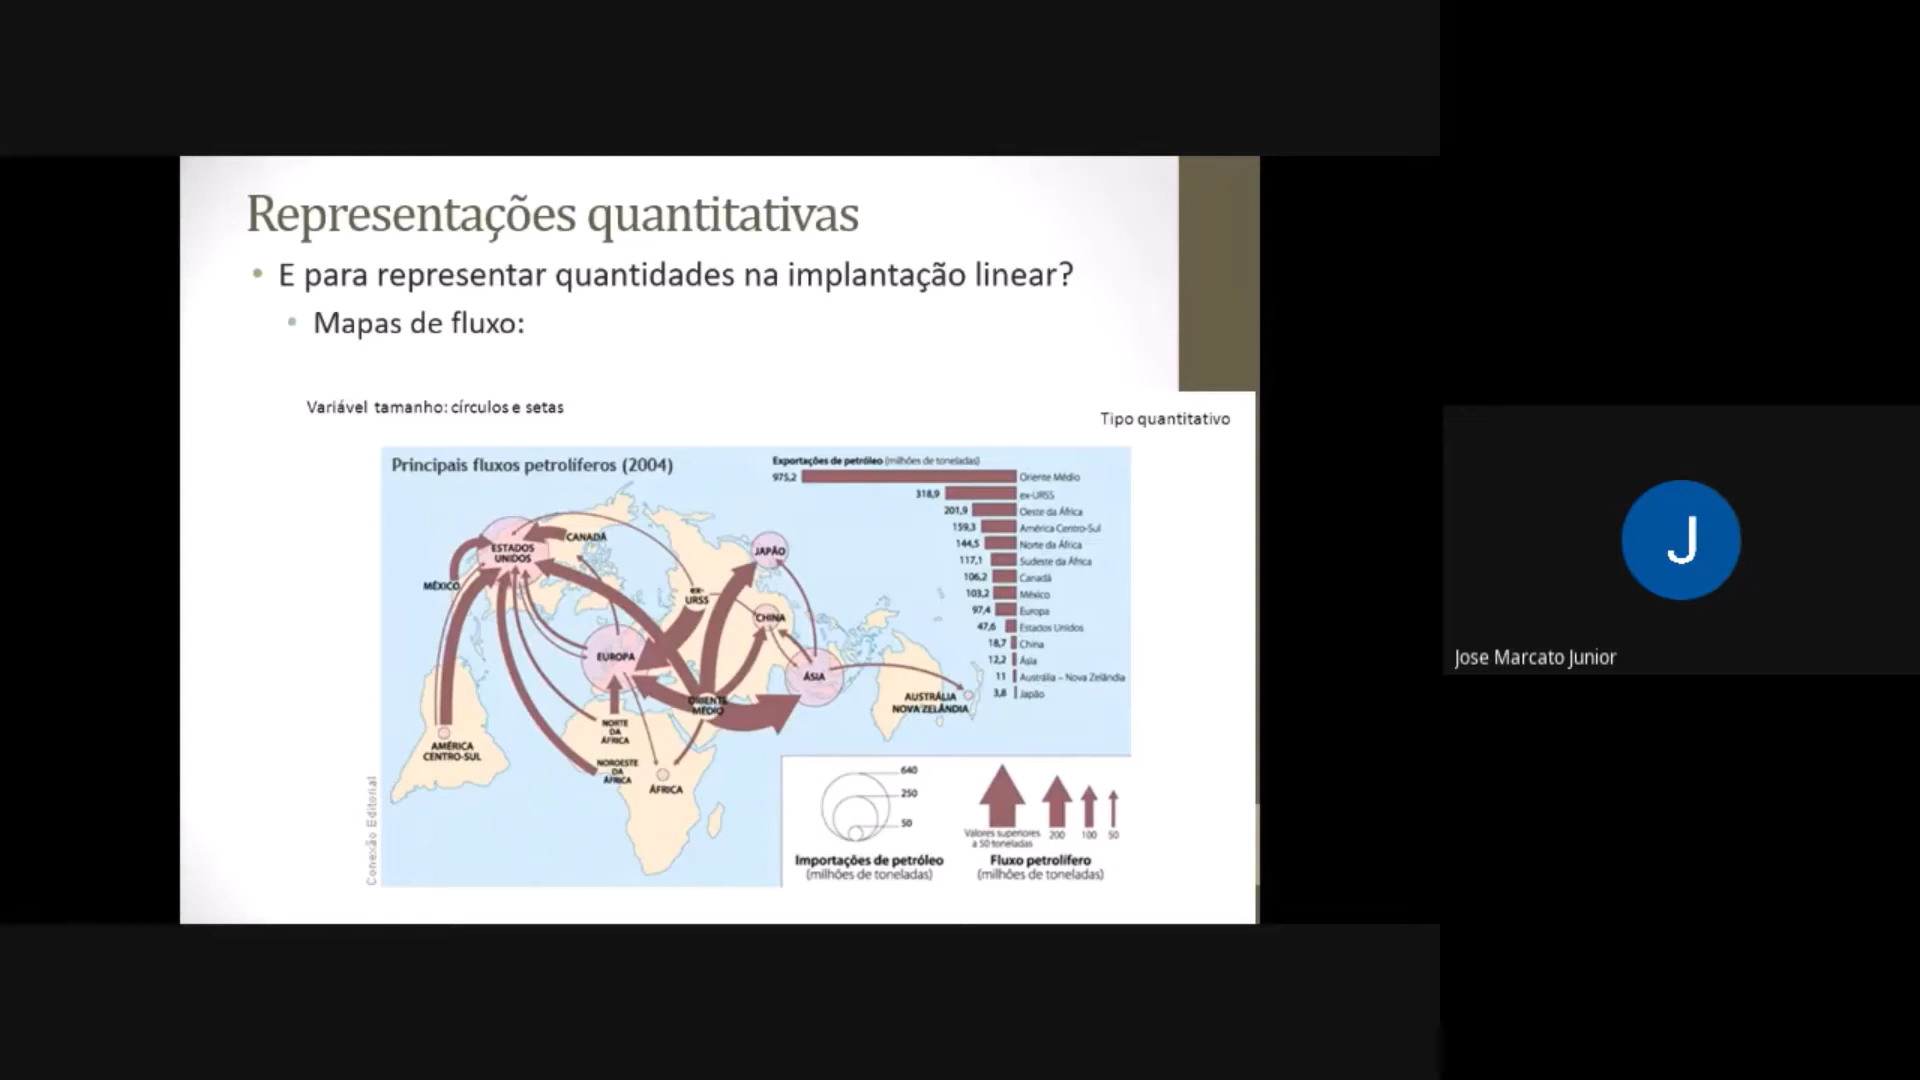 Representações quantitativas
• E para representar quantidades na implantação linear?
• Mapas de fluxo:
Variável tamanho: círculos e setas
Tipo quantitativo
Principais fluxos petrolíferos (2004)
Exportações de petróleo (milhões de toneladas)
975,2 Oriente Médio
318,9 ex-URSS
201,9 Oeste da África
159,3 América Centro-Sul
144,5 Norte da África
117,1 Sudeste da África
106,2 Canadá
103,2 México
97,4 Europa
47,6 Estados Unidos
18,7 China
12,2 Ásia
11 Austrália – Nova Zelândia
3,8 Japão
ESTADOS
UNIDOS
CANADÁ
MÉXICO
JAPÃO
ex-
URSS
CHINA
EUROPA
ÁSIA
ORIENTE
MÉDIO
AUSTRÁLIA
NOVA ZELÂNDIA
NORTE
DA
ÁFRICA
AMÉRICA
CENTRO-SUL
NOROESTE
DA
ÁFRICA
ÁFRICA
Conexão Editorial
640
250
50
Importações de petróleo
(milhões de toneladas)
Valores superiores
a 50 toneladas
200
100
50
Fluxo petrolífero
(milhões de toneladas)
J
Jose Marcato Junior